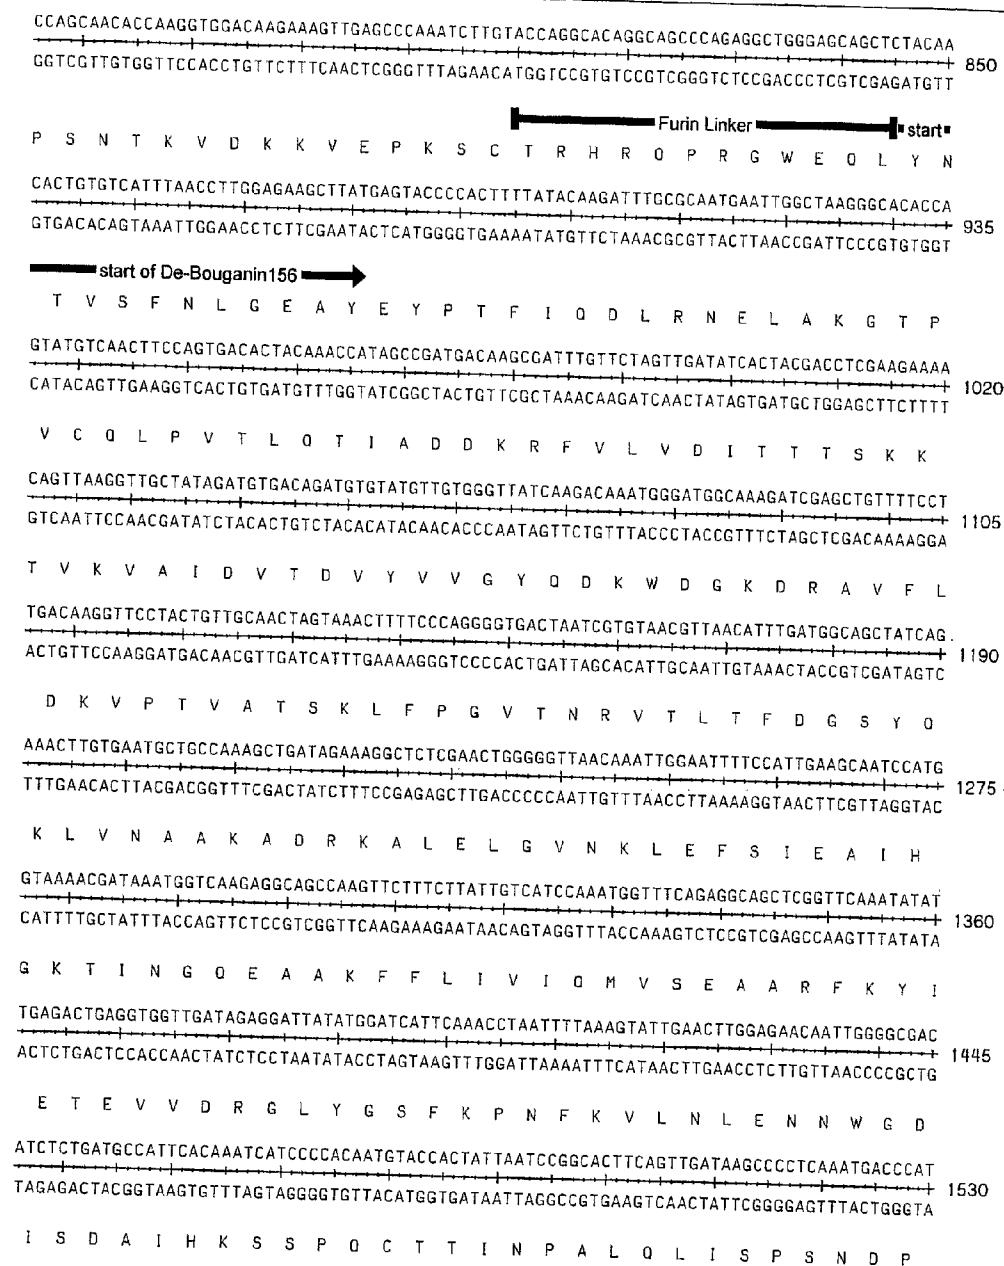 CCAGCAACACCAAGGTGGACAAGAAAGTTGAGCCCAAATCTTGTACCAGGCACAGGCAGCCCAGAGGCTGGGAGCAGCTCTACAA
850
GGTCGTTGTGGTTCCACCTGTTCTTTCAACTCGGGTTTAGAACATGGTCCGTGTCCGTCGGGTCTCCGACCCTCGTCGAGATGTT
Furin Linker start
P S N T K V D K K V E P K S C T R H R Q P R G W E Q L Y N
CACTGTGTCATTTAACCTTGGAGAAGCTTATGAGTACCCCACTTTTATACAAGATTTGCGCAATGAATTGGCTAAGGGCACACCA
935
GTGACACAGTAAATTGGAACCTCTTCGAATACTCATGGGGTGAAAATATGTTCTAAACGCGTTACTTAACCGATTCCCGTGTGGT
start of De-Bouganin156
T V S F N L G E A Y E Y P T F I Q D L R N E L A K G T P
GTATGTCAACTTCCAGTGACACTACAAACCATAGCCGATGACAAGCGATTTGTTCTAGTTGATATCACTACGACCTCGAAGAAAA
1020
CATACAGTTGAAGGTCACTGTGATGTTTGGTATCGGCTACTGTTCGCTAAACAAGATCAACTATAGTGATGCTGGAGCTTCTTTT
V C Q L P V T L Q T I A D D K R F V L V D I T T T S K K
CAGTTAAGGTTGCTATAGATGTGACAGATGTGTATGTTGTGGGTTATCAAGACAAATGGGATGGCAAAGATCGAGCTGTTTTCCT
1105
GTCAATTCCAACGATATCTACACTGTCTACACATACAACACCCAATAGTTCTGTTTACCCTACCGTTTCTAGCTCGACAAAAGGA
T V K V A I D V T D V Y V V G Y Q D K W D G K D R A V F L
TGACAAGGTTCCTACTGTTGCAACTAGTAAACTTTTCCCAGGGGTGACTAATCGTGTAACGTTAACATTTGATGGCAGCTATCAG
1190
ACTGTTCCAAGGATGACAACGTTGATCATTTGAAAAGGGTCCCCACTGATTAGCACATTGCAATTGTAAACTACCGTCGATAGTC
D K V P T V A T S K L F P G V T N R V T L T F D G S Y Q
AAACTTGTGAATGCTGCCAAAGCTGATAGAAAGGCTCTCGAACTGGGGGTTAACAAATTGGAATTTTCCATTGAAGCAATCCATG
1275
TTTGAACACTTACGACGGTTTCGACTATCTTTCCGAGAGCTTGACCCCCAATTGTTTAACCTTAAAAGGTAACTTCGTTAGGTAC
K L V N A A K A D R K A L E L G V N K L E F S I E A I H
GTAAAACGATAAATGGTCAAGAGGCAGCCAAGTTCTTTCTTATTGTCATCCAAATGGTTTCAGAGGCAGCTCGGTTCAAATATAT
1360
CATTTTGCTATTTACCAGTTCTCCGTCGGTTCAAGAAAGAATAACAGTAGGTTTACCAAAGTCTCCGTCGAGCCAAGTTTATATA
G K T I N G Q E A A K F F L I V I Q M V S E A A R F K Y I
TGAGACTGAGGTGGTTGATAGAGGATTATATGGATCATTCAAACCTAATTTTAAAGTATTGAACTTGGAGAACAATTGGGGCGAC
1445
ACTCTGACTCCACCAACTATCTCCTAATATACCTAGTAAGTTTGGATTAAAATTTCATAACTTGAACCTCTTGTTAACCCCGCTG
E T E V V D R G L Y G S F K P N F K V L N L E N N W G D
ATCTCTGATGCCATTCACAAATCATCCCCACAATGTACCACTATTAATCCGGCACTTCAGTTGATAAGCCCCTCAAATGACCCAT
1530
TAGAGACTACGGTAAGTGTTTAGTAGGGGTGTTACATGGTGATAATTAGGCCGTGAAGTCAACTATTCGGGGAGTTTACTGGGTA
I S D A I H K S S P Q C T T I N P A L Q L I S P S N D P